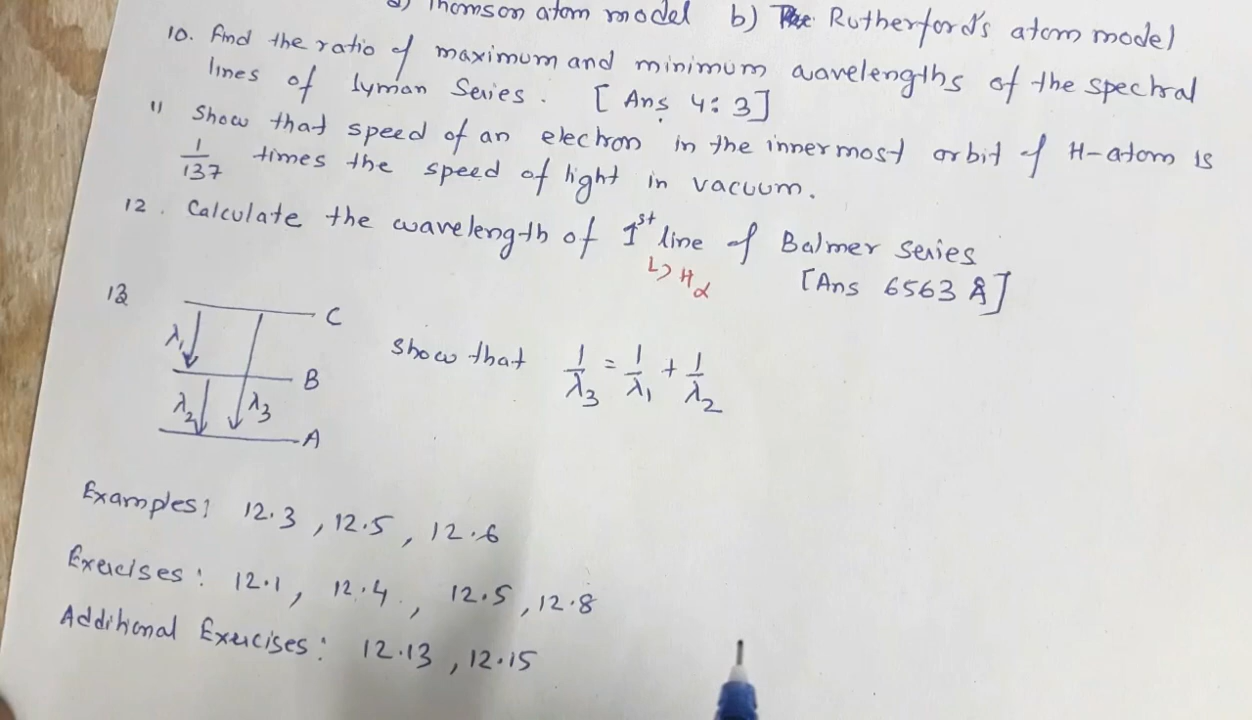 a) Thomson atom model b) Rutherford's atom model
10. find the ratio of maximum and minimum wavelengths of the spectral
lines of lyman Series. [Ans 4:3]
11 Show that speed of an electron in the innermost orbit of H-atom is
1/137 times the speed of light in vacuum.
12. Calculate the wavelength of 1st line of Balmer series
↳ Hα [Ans 6563 Å]
13
C
λ1
Show that 1/λ3 = 1/λ1 + 1/λ2
B
λ2 λ3
A
Examples: 12.3, 12.5, 12.6
Exercises: 12.1, 12.4, 12.5, 12.8
Additional Exercises: 12.13, 12.15